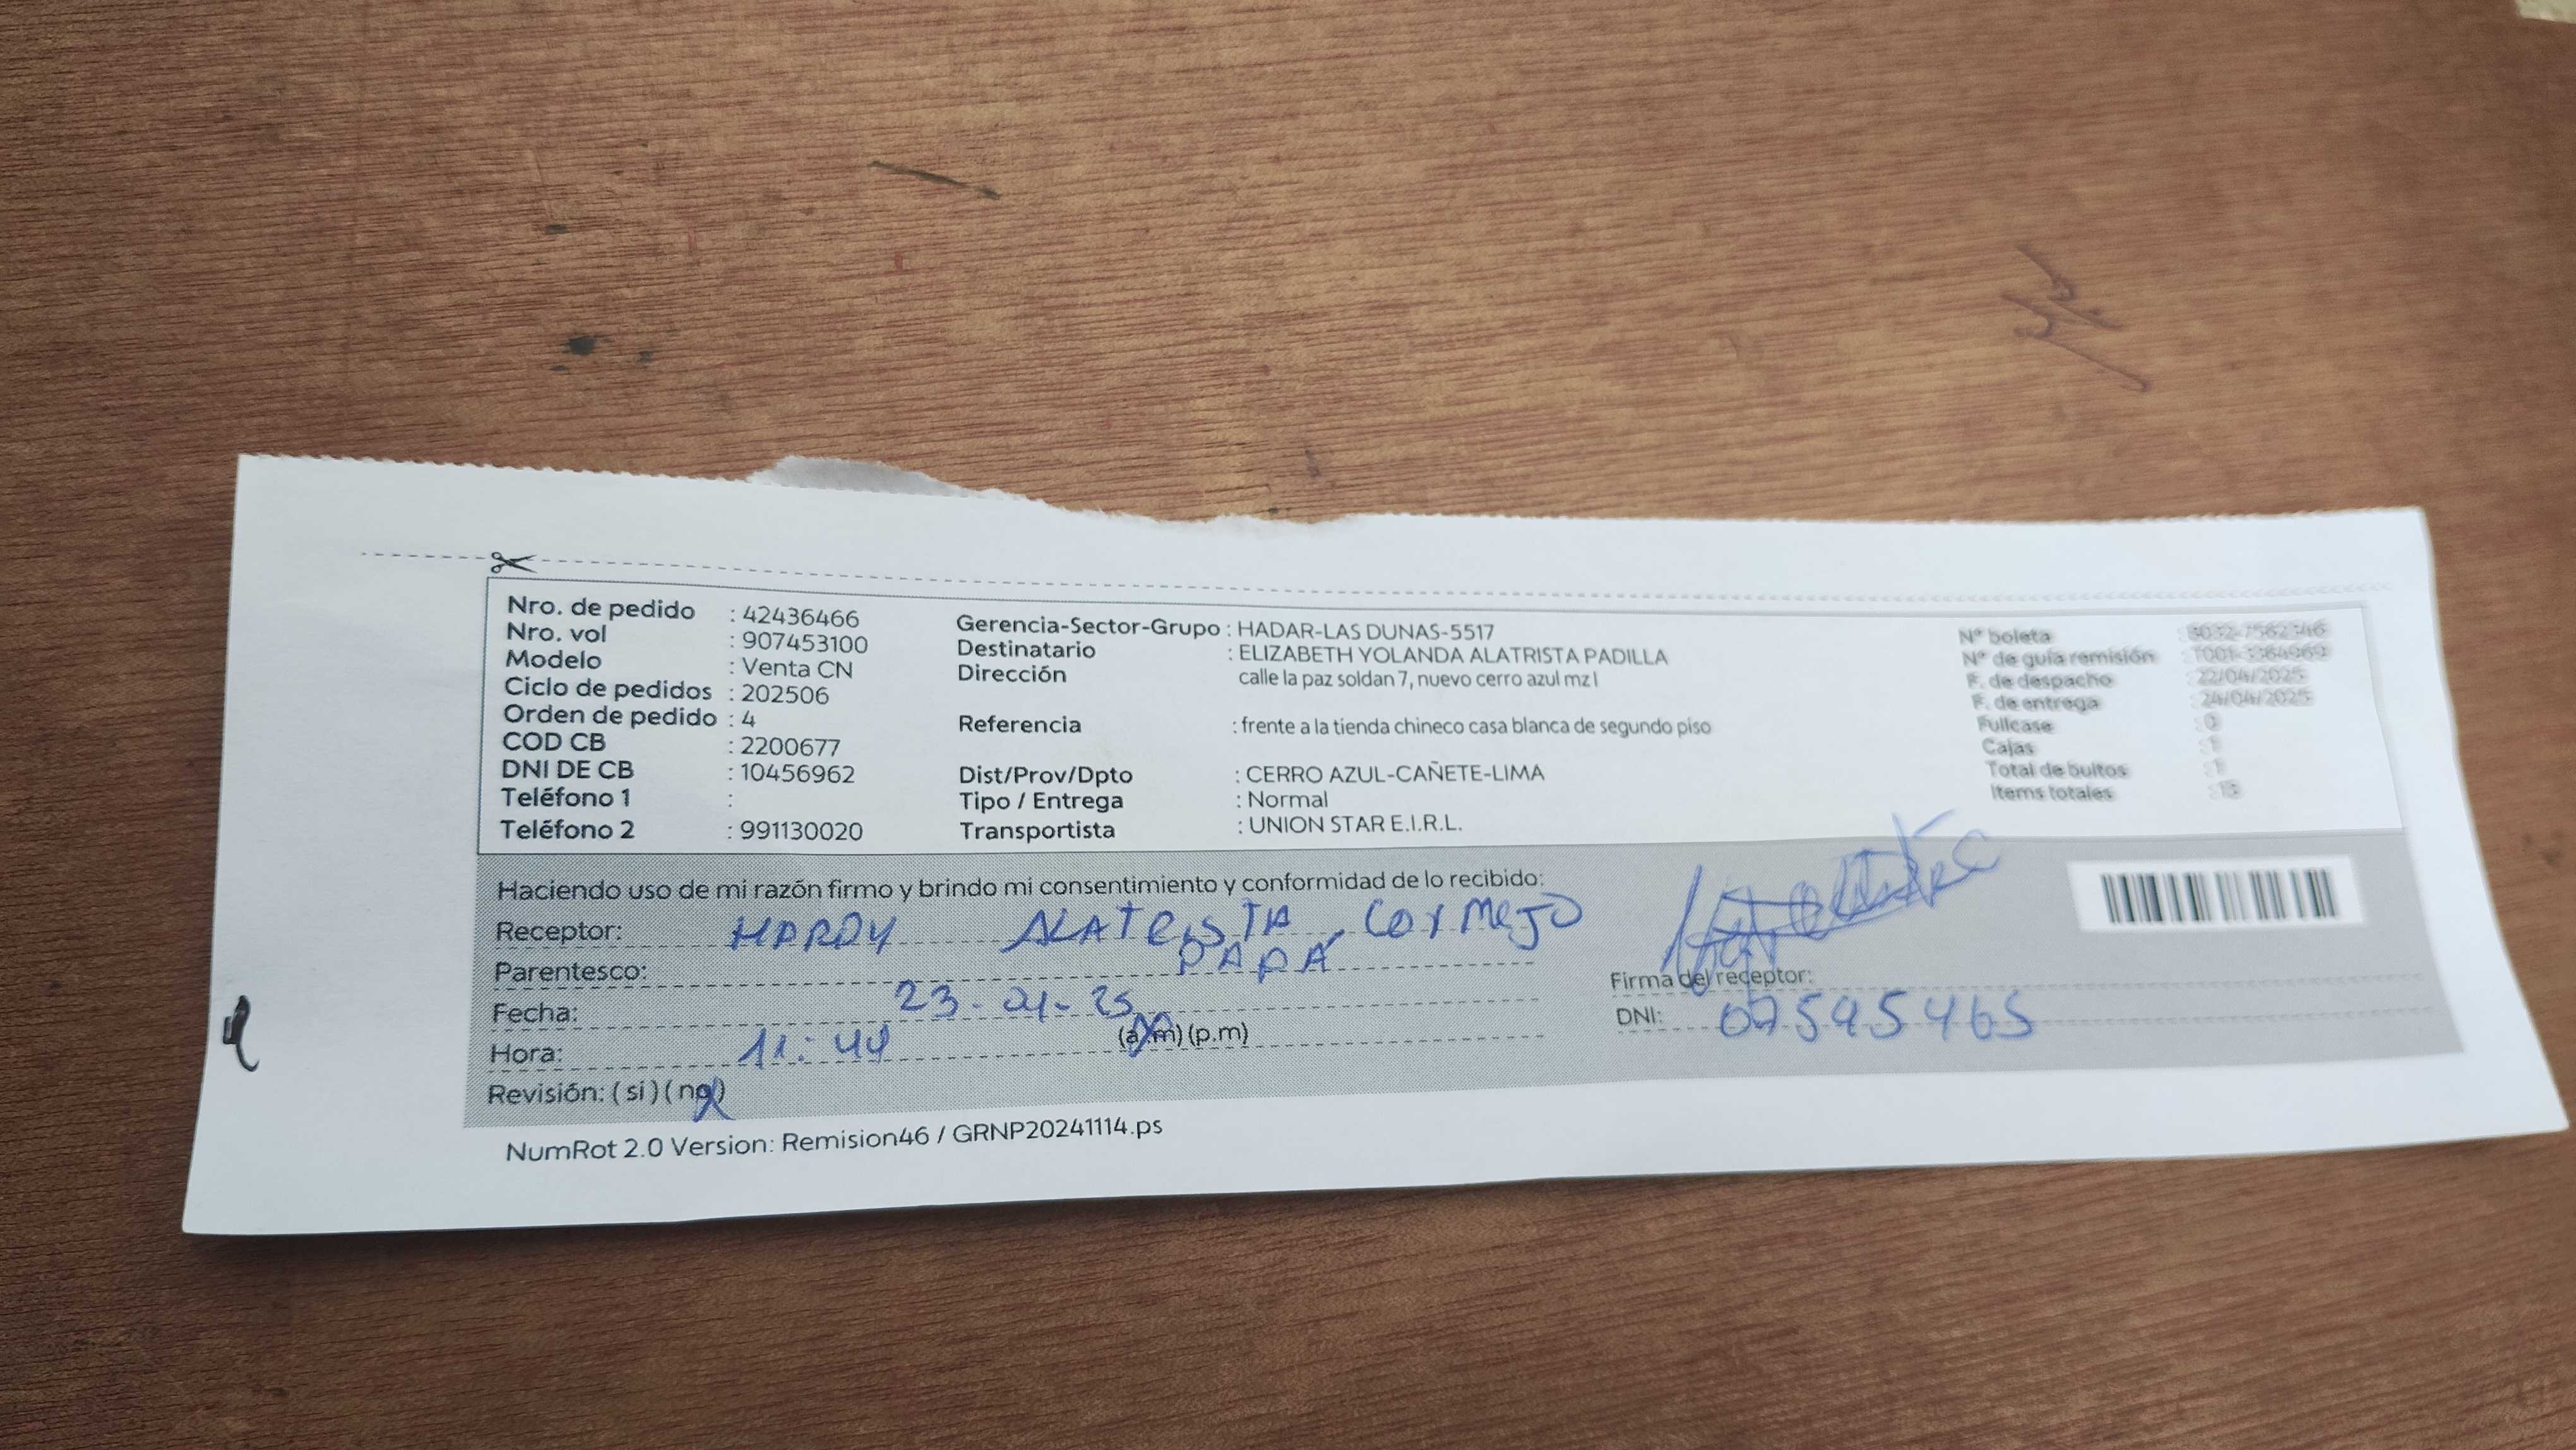 Nro. de pedido : 42436466
Nro. vol : 907453100
Modelo : Venta CN
Ciclo de pedidos : 202506
Orden de pedido : 4
COD CB : 2200677
DNI DE CB : 10456962
Teléfono 1 :
Teléfono 2 : 991130020
Gerencia-Sector-Grupo : HADAR-LAS DUNAS-5517
Destinatario : ELIZABETH YOLANDA ALATRISTA PADILLA
Dirección calle la paz soldan 7, nuevo cerro azul mz l
Referencia : frente a la tienda chineco casa blanca de segundo piso
Dist/Prov/Dpto : CERRO AZUL-CAÑETE-LIMA
Tipo / Entrega : Normal
Transportista : UNION STAR E.I.R.L.
N° boleta
N° de guía remisión
F. de despacho : 22/04/2025
F. de entrega : 24/04/2025
Fullcase : 0
Cajas : 1
Total de bultos : 1
Items totales
Haciendo uso de mi razón firmo y brindo mi consentimiento y conformidad de lo recibido:
Receptor: HARDY ALATRISTA CORNEJO
Parentesco: PAPÁ
Fecha: 23-04-25
Hora: 11:44 (a.m) (p.m)
Revisión: (si) (no)
Firma del receptor:
DNI: 07595465
NumRot 2.0 Version: Remision46 / GRNP20241114.ps